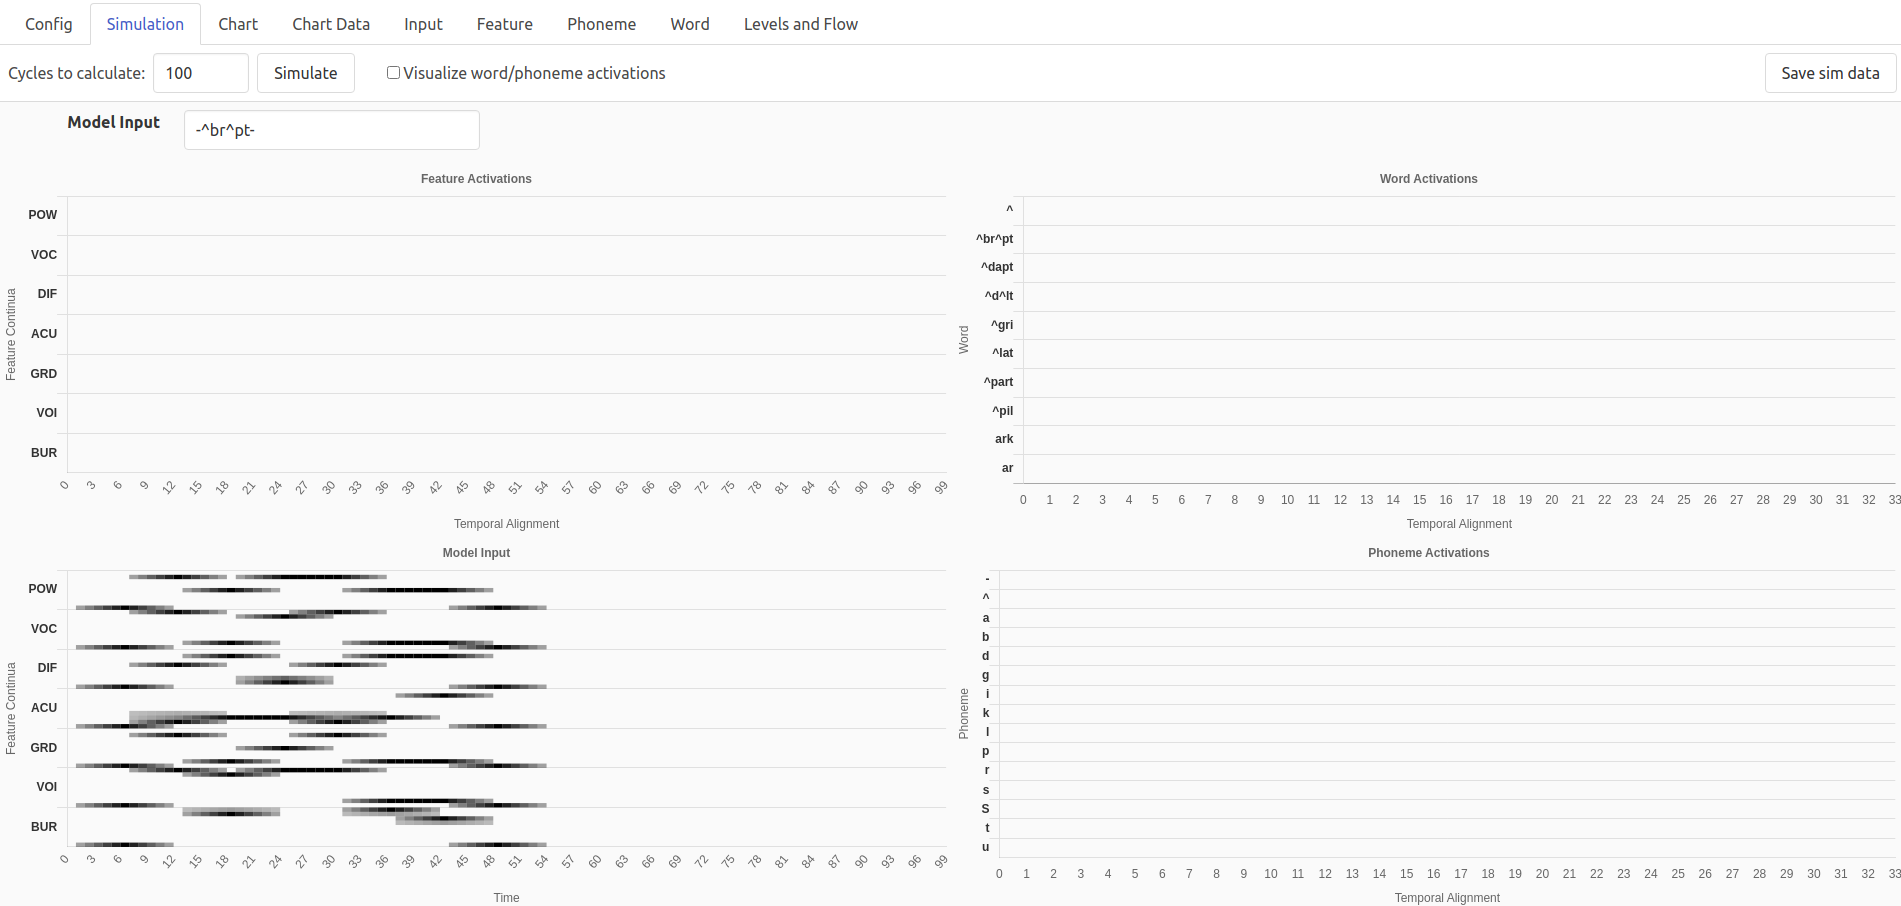 Config Simulation Chart Chart Data Input Feature Phoneme Word Levels and Flow
Cycles to calculate: 100 Simulate Visualize word/phoneme activations Save sim data
Model Input -^br^pt-
Feature Activations
POW
VOC
DIF
ACU
GRD
VOI
BUR
Feature Continua
0 3 6 9 12 15 18 21 24 27 30 33 36 39 42 45 48 51 54 57 60 63 66 69 72 75 78 81 84 87 90 93 96 99
Temporal Alignment
Word Activations
^
^br^pt
^dapt
^d^lt
^gri
^lat
^part
^pil
ark
ar
Word
0 1 2 3 4 5 6 7 8 9 10 11 12 13 14 15 16 17 18 19 20 21 22 23 24 25 26 27 28 29 30 31 32 33
Temporal Alignment
Model Input
POW
VOC
DIF
ACU
GRD
VOI
BUR
Feature Continua
0 3 6 9 12 15 18 21 24 27 30 33 36 39 42 45 48 51 54 57 60 63 66 69 72 75 78 81 84 87 90 93 96 99
Time
Phoneme Activations
-
^
a
b
d
g
i
k
l
p
r
s
S
t
u
Phoneme
0 1 2 3 4 5 6 7 8 9 10 11 12 13 14 15 16 17 18 19 20 21 22 23 24 25 26 27 28 29 30 31 32 33
Temporal Alignment